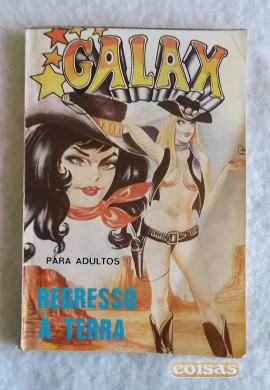 GALAX
PARA ADULTOS
REGRESSO
À TERRA
coisas